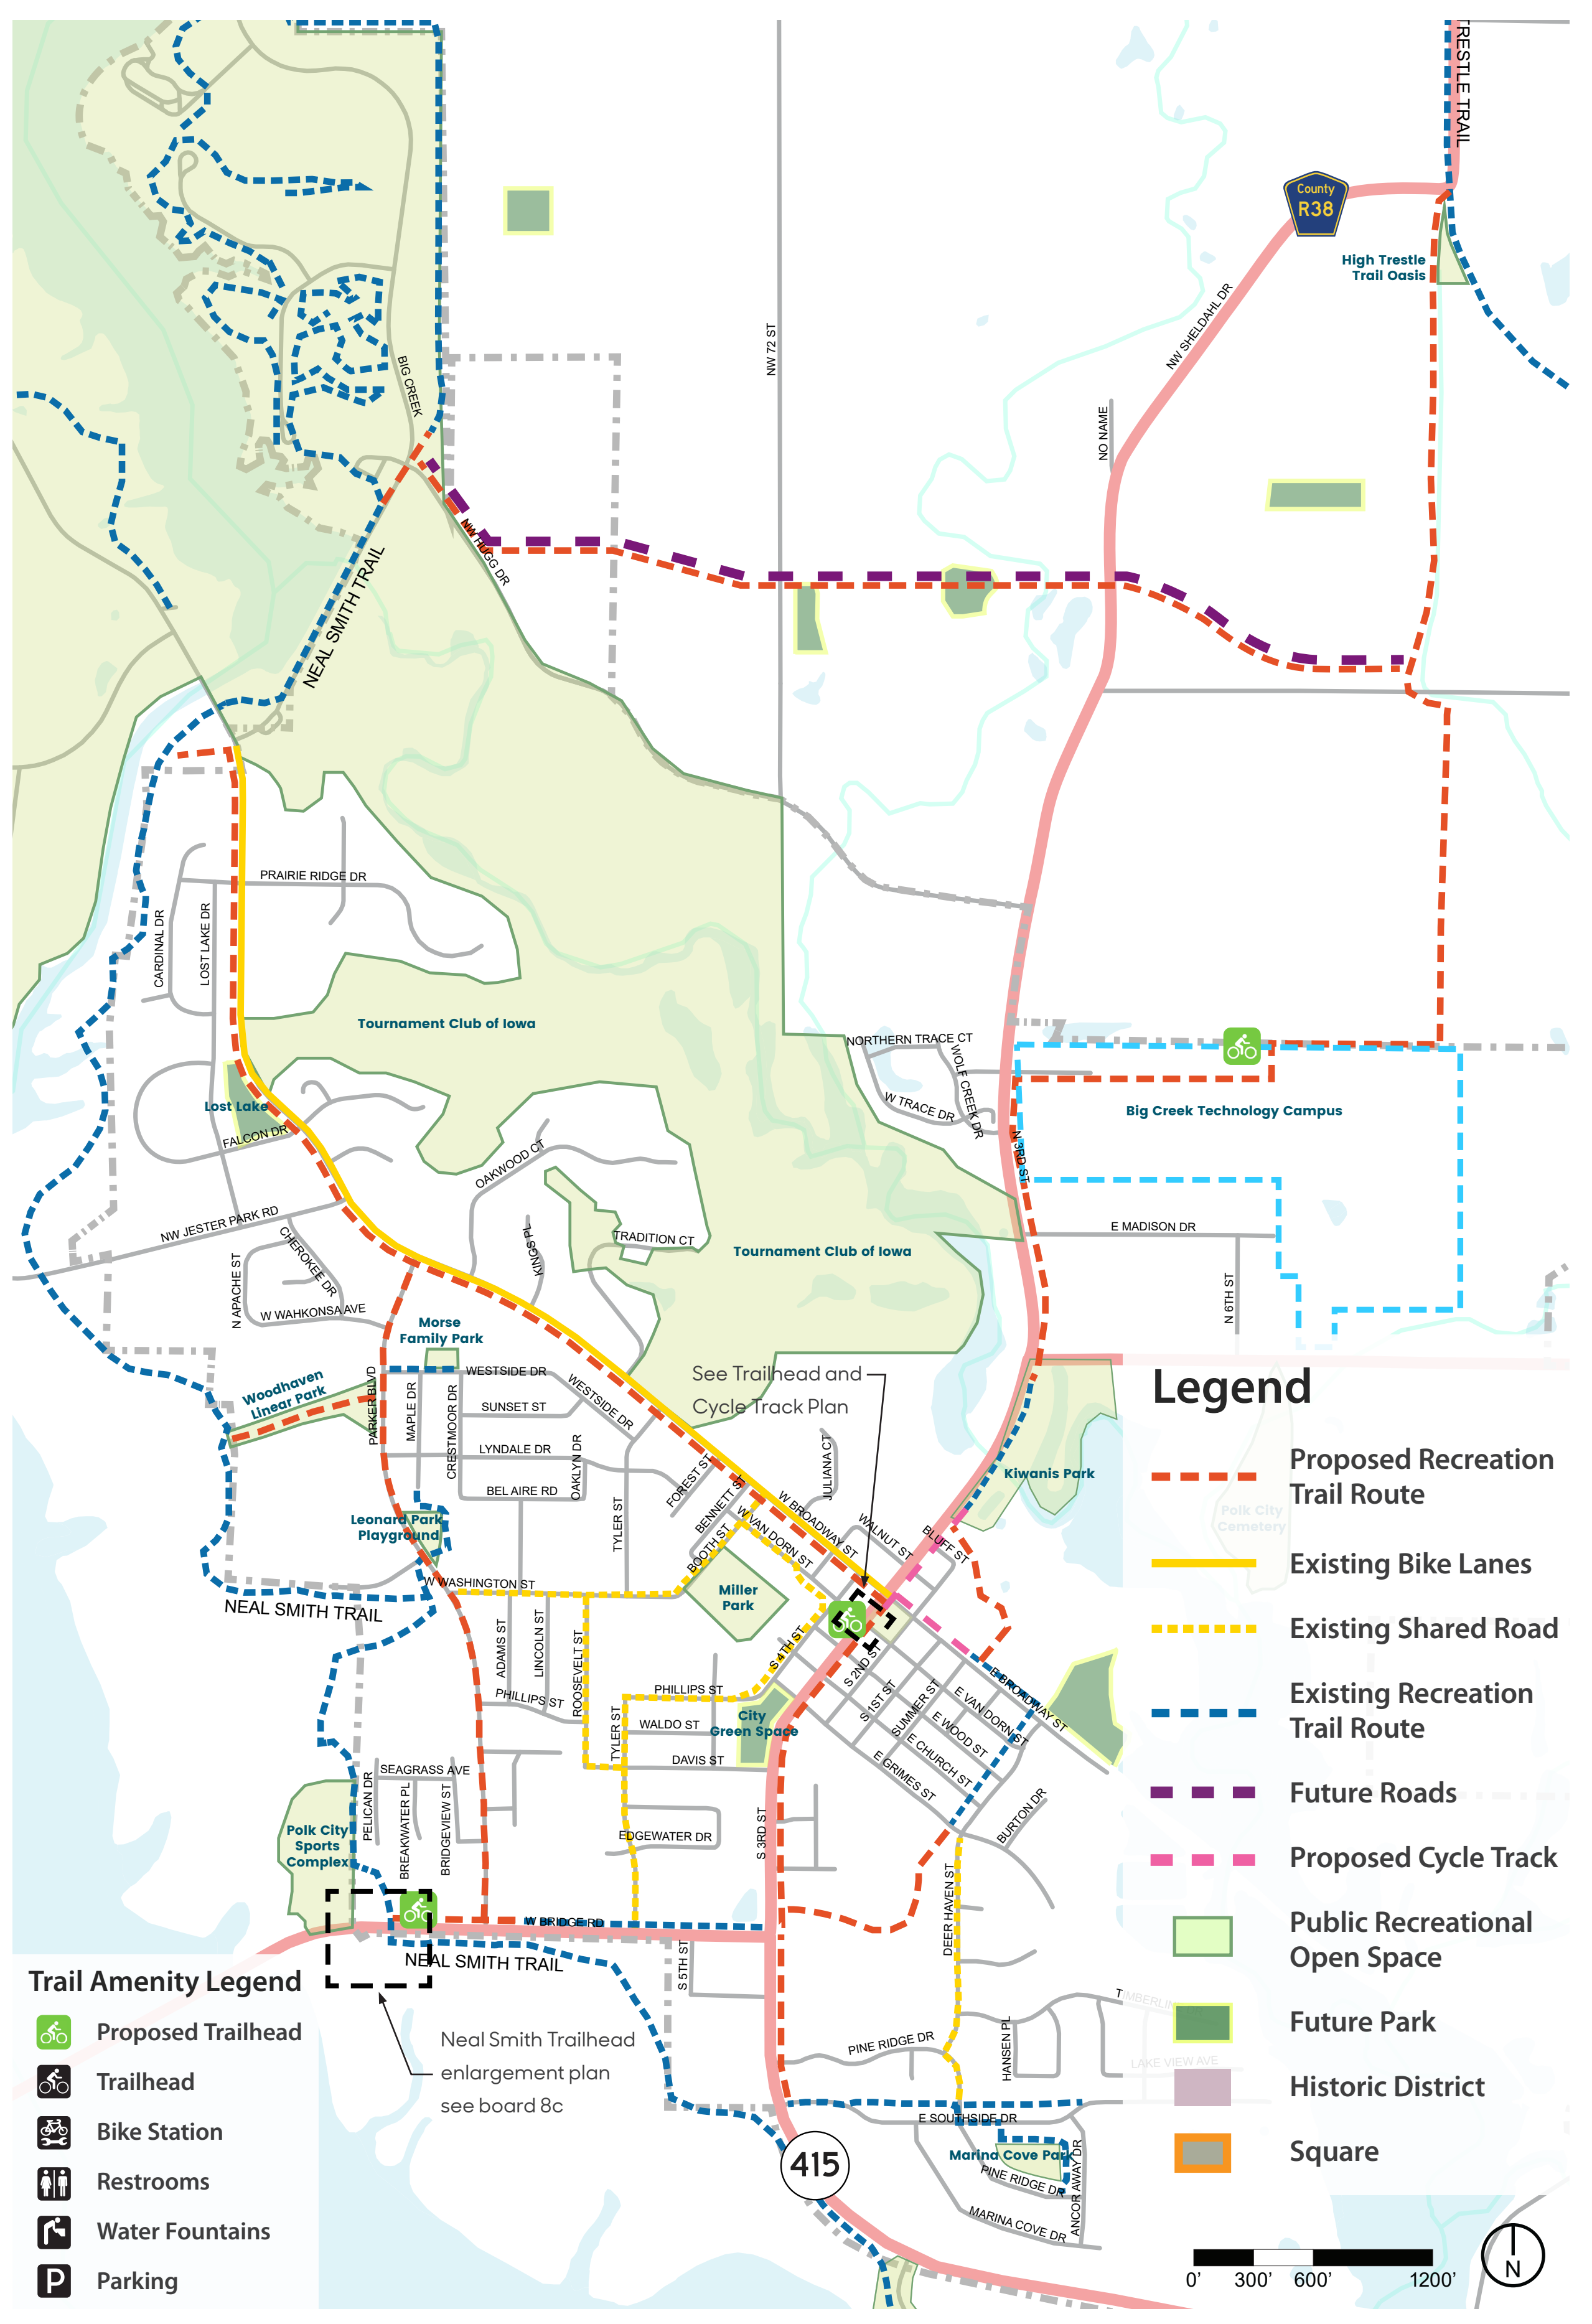 TRESTLE TRAIL
County
R38
High Trestle
Trail Oasis
NW SHELDAHL DR
NW 72 ST
NO NAME
BIG CREEK
NW HUGG DR
NEAL SMITH TRAIL
PRAIRIE RIDGE DR
CARDINAL DR
LOST LAKE DR
Tournament Club of Iowa
NORTHERN TRACE CT
WOLF CREEK DR
W TRACE DR
Big Creek Technology Campus
N 3RD ST
Lost Lake
FALCON DR
OAKWOOD CT
NW JESTER PARK RD
CHEROKEE DR
N APACHE ST
W WAHKONSA AVE
KINGS PL
TRADITION CT
Tournament Club of Iowa
E MADISON DR
N 6TH ST
Morse
Family Park
Woodhaven
Linear Park
PARKER BLVD
MAPLE DR
CRESTMOOR DR
WESTSIDE DR
WESTSIDE DR
SUNSET ST
LYNDALE DR
OAKLYN DR
BEL AIRE RD
TYLER ST
FOREST ST
BENNETT ST
BOOTH ST
W VAN DORN ST
W BROADWAY ST
JULIANA CT
WALNUT ST
BLUFF ST
See Trailhead and
Cycle Track Plan
Kiwanis Park
Polk City
Cemetery
Leonard Park
Playground
W WASHINGTON ST
NEAL SMITH TRAIL
Miller
Park
ADAMS ST
LINCOLN ST
ROOSEVELT ST
PHILLIPS ST
PHILLIPS ST
TYLER ST
WALDO ST
DAVIS ST
City
Green Space
S 4TH ST
S 2ND ST
S 1ST ST
SUMMER ST
E BROADWAY ST
E VAN DORN ST
E WOOD ST
E CHURCH ST
E GRIMES ST
BURTON DR
SEAGRASS AVE
PELICAN DR
BREAKWATER PL
BRIDGEVIEW ST
Polk City
Sports
Complex
EDGEWATER DR
S 3RD ST
DEER HAVEN ST
W BRIDGE RD
NEAL SMITH TRAIL
S 5TH ST
PINE RIDGE DR
HANSEN PL
LAKE VIEW AVE
E SOUTHSIDE DR
Marina Cove Park
PINE RIDGE DR
MARINA COVE DR
ANCOR AWAY DR
415
Neal Smith Trailhead
enlargement plan
see board 8c
Trail Amenity Legend
Proposed Trailhead
Trailhead
Bike Station
Restrooms
Water Fountains
P
Parking
Legend
Proposed Recreation
Trail Route
Existing Bike Lanes
Existing Shared Road
Existing Recreation
Trail Route
Future Roads
Proposed Cycle Track
Public Recreational
Open Space
Future Park
Historic District
Square
0'
300'
600'
1200'
N